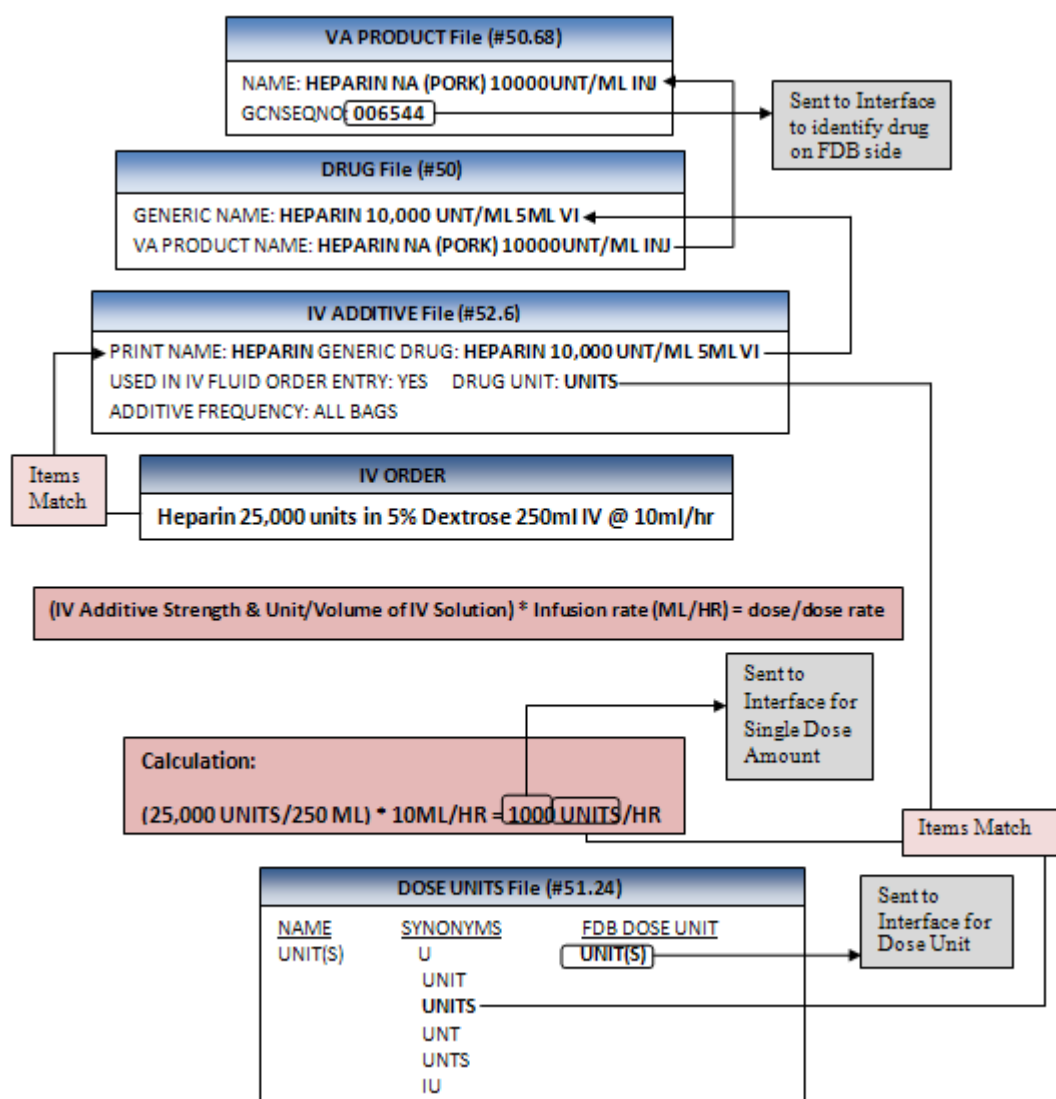 VA PRODUCT File (#50.68)
NAME: HEPARIN NA (PORK) 10000UNT/ML INJ
GCNSEQNO: 006544
Sent to Interface
to identify drug
on FDB side
DRUG File (#50)
GENERIC NAME: HEPARIN 10,000 UNT/ML 5ML VI
VA PRODUCT NAME: HEPARIN NA (PORK) 10000UNT/ML INJ
IV ADDITIVE File (#52.6)
PRINT NAME: HEPARIN GENERIC DRUG: HEPARIN 10,000 UNT/ML 5ML VI
USED IN IV FLUID ORDER ENTRY: YES DRUG UNIT: UNITS
ADDITIVE FREQUENCY: ALL BAGS
Items
Match
IV ORDER
Heparin 25,000 units in 5% Dextrose 250ml IV @ 10ml/hr
(IV Additive Strength & Unit/Volume of IV Solution) * Infusion rate (ML/HR) = dose/dose rate
Sent to
Interface for
Single Dose
Amount
Calculation:
(25,000 UNITS/250 ML) * 10ML/HR = 1000 UNITS/HR
Items Match
DOSE UNITS File (#51.24)
NAME SYNONYMS FDB DOSE UNIT
UNIT(S) U UNIT(S)
UNIT
UNITS
UNT
UNTS
IU
Sent to
Interface for
Dose Unit